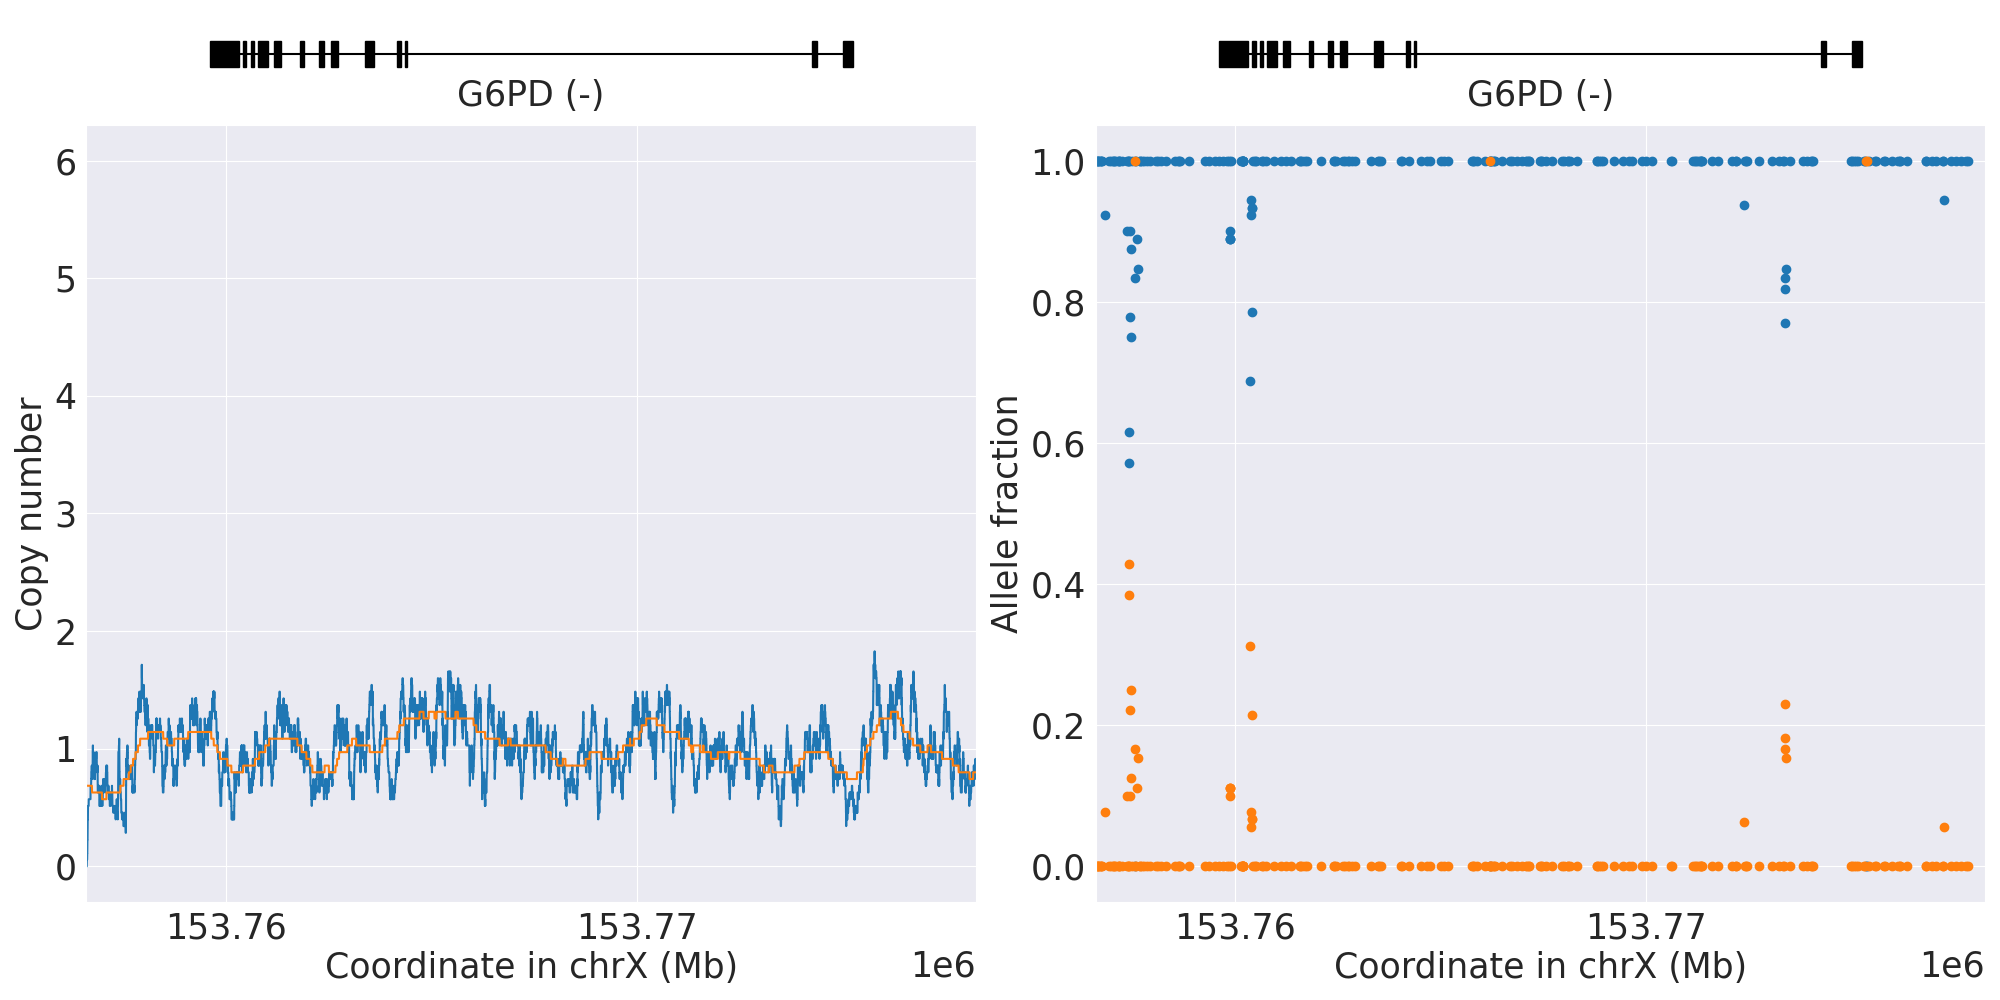 G6PD (-)
6
5
4
3
2
1
0
Copy number
153.76
153.77
Coordinate in chrX (Mb)
1e6
G6PD (-)
1.0
0.8
0.6
0.4
0.2
0.0
Allele fraction
153.76
153.77
Coordinate in chrX (Mb)
1e6